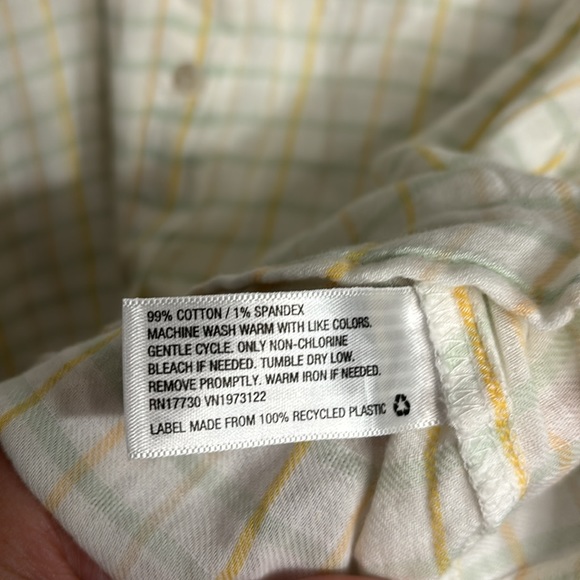 99% COTTON / 1% SPANDEX
MACHINE WASH WARM WITH LIKE COLORS.
GENTLE CYCLE. ONLY NON-CHLORINE
BLEACH IF NEEDED. TUMBLE DRY LOW.
REMOVE PROMPTLY. WARM IRON IF NEEDED.
RN17730 VN1973122
LABEL MADE FROM 100% RECYCLED PLASTIC